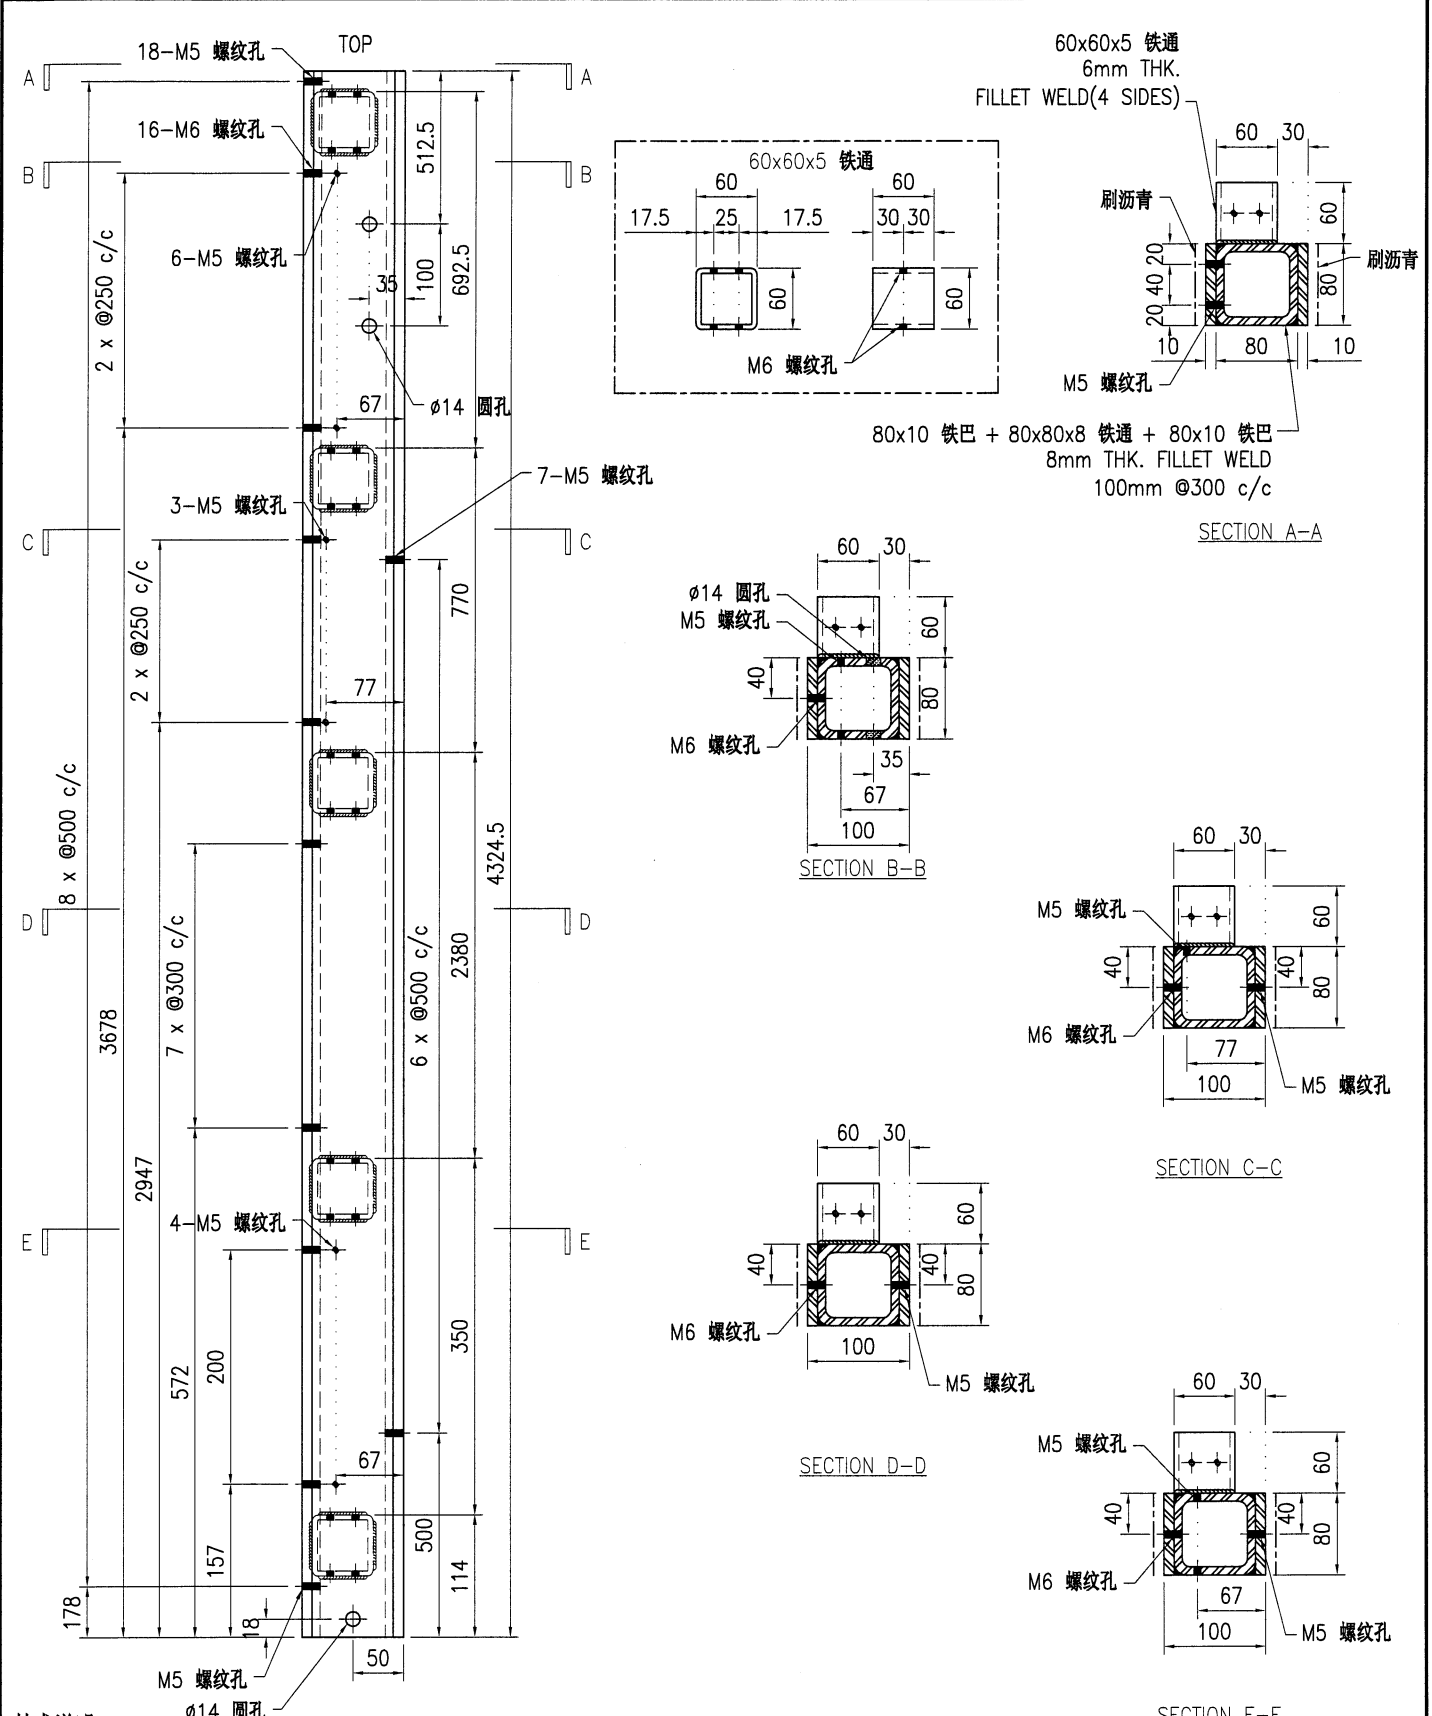 TOP
18-M5 螺纹孔
A
A
16-M6 螺纹孔
B
B
6-M5 螺纹孔
2 x @250 c/c
512.5
100
35
692.5
67
ø14 圆孔
7-M5 螺纹孔
3-M5 螺纹孔
C
C
2 x @250 c/c
770
77
8 x @500 c/c
4324.5
D
D
7 x @300 c/c
6 x @500 c/c
2380
3678
2947
4-M5 螺纹孔
E
E
572
200
350
67
157
500
114
178
18
50
M5 螺纹孔
ø14 圆孔
60x60x5 铁通
60
60
17.5
25
17.5
30
30
60
60
M6 螺纹孔
60x60x5 铁通
6mm THK.
FILLET WELD(4 SIDES)
60
30
刷沥青
60
20
40
20
80
刷沥青
10
80
10
M5 螺纹孔
80x10 铁巴 + 80x80x8 铁通 + 80x10 铁巴
8mm THK. FILLET WELD
100mm @300 c/c
SECTION A-A
60
30
ø14 圆孔
M5 螺纹孔
60
40
80
M6 螺纹孔
35
67
100
SECTION B-B
60
30
M5 螺纹孔
60
40
40
80
M6 螺纹孔
77
100
M5 螺纹孔
SECTION C-C
60
30
60
40
40
80
M6 螺纹孔
100
M5 螺纹孔
SECTION D-D
60
30
M5 螺纹孔
60
40
40
80
M6 螺纹孔
67
100
M5 螺纹孔
SECTION E-E